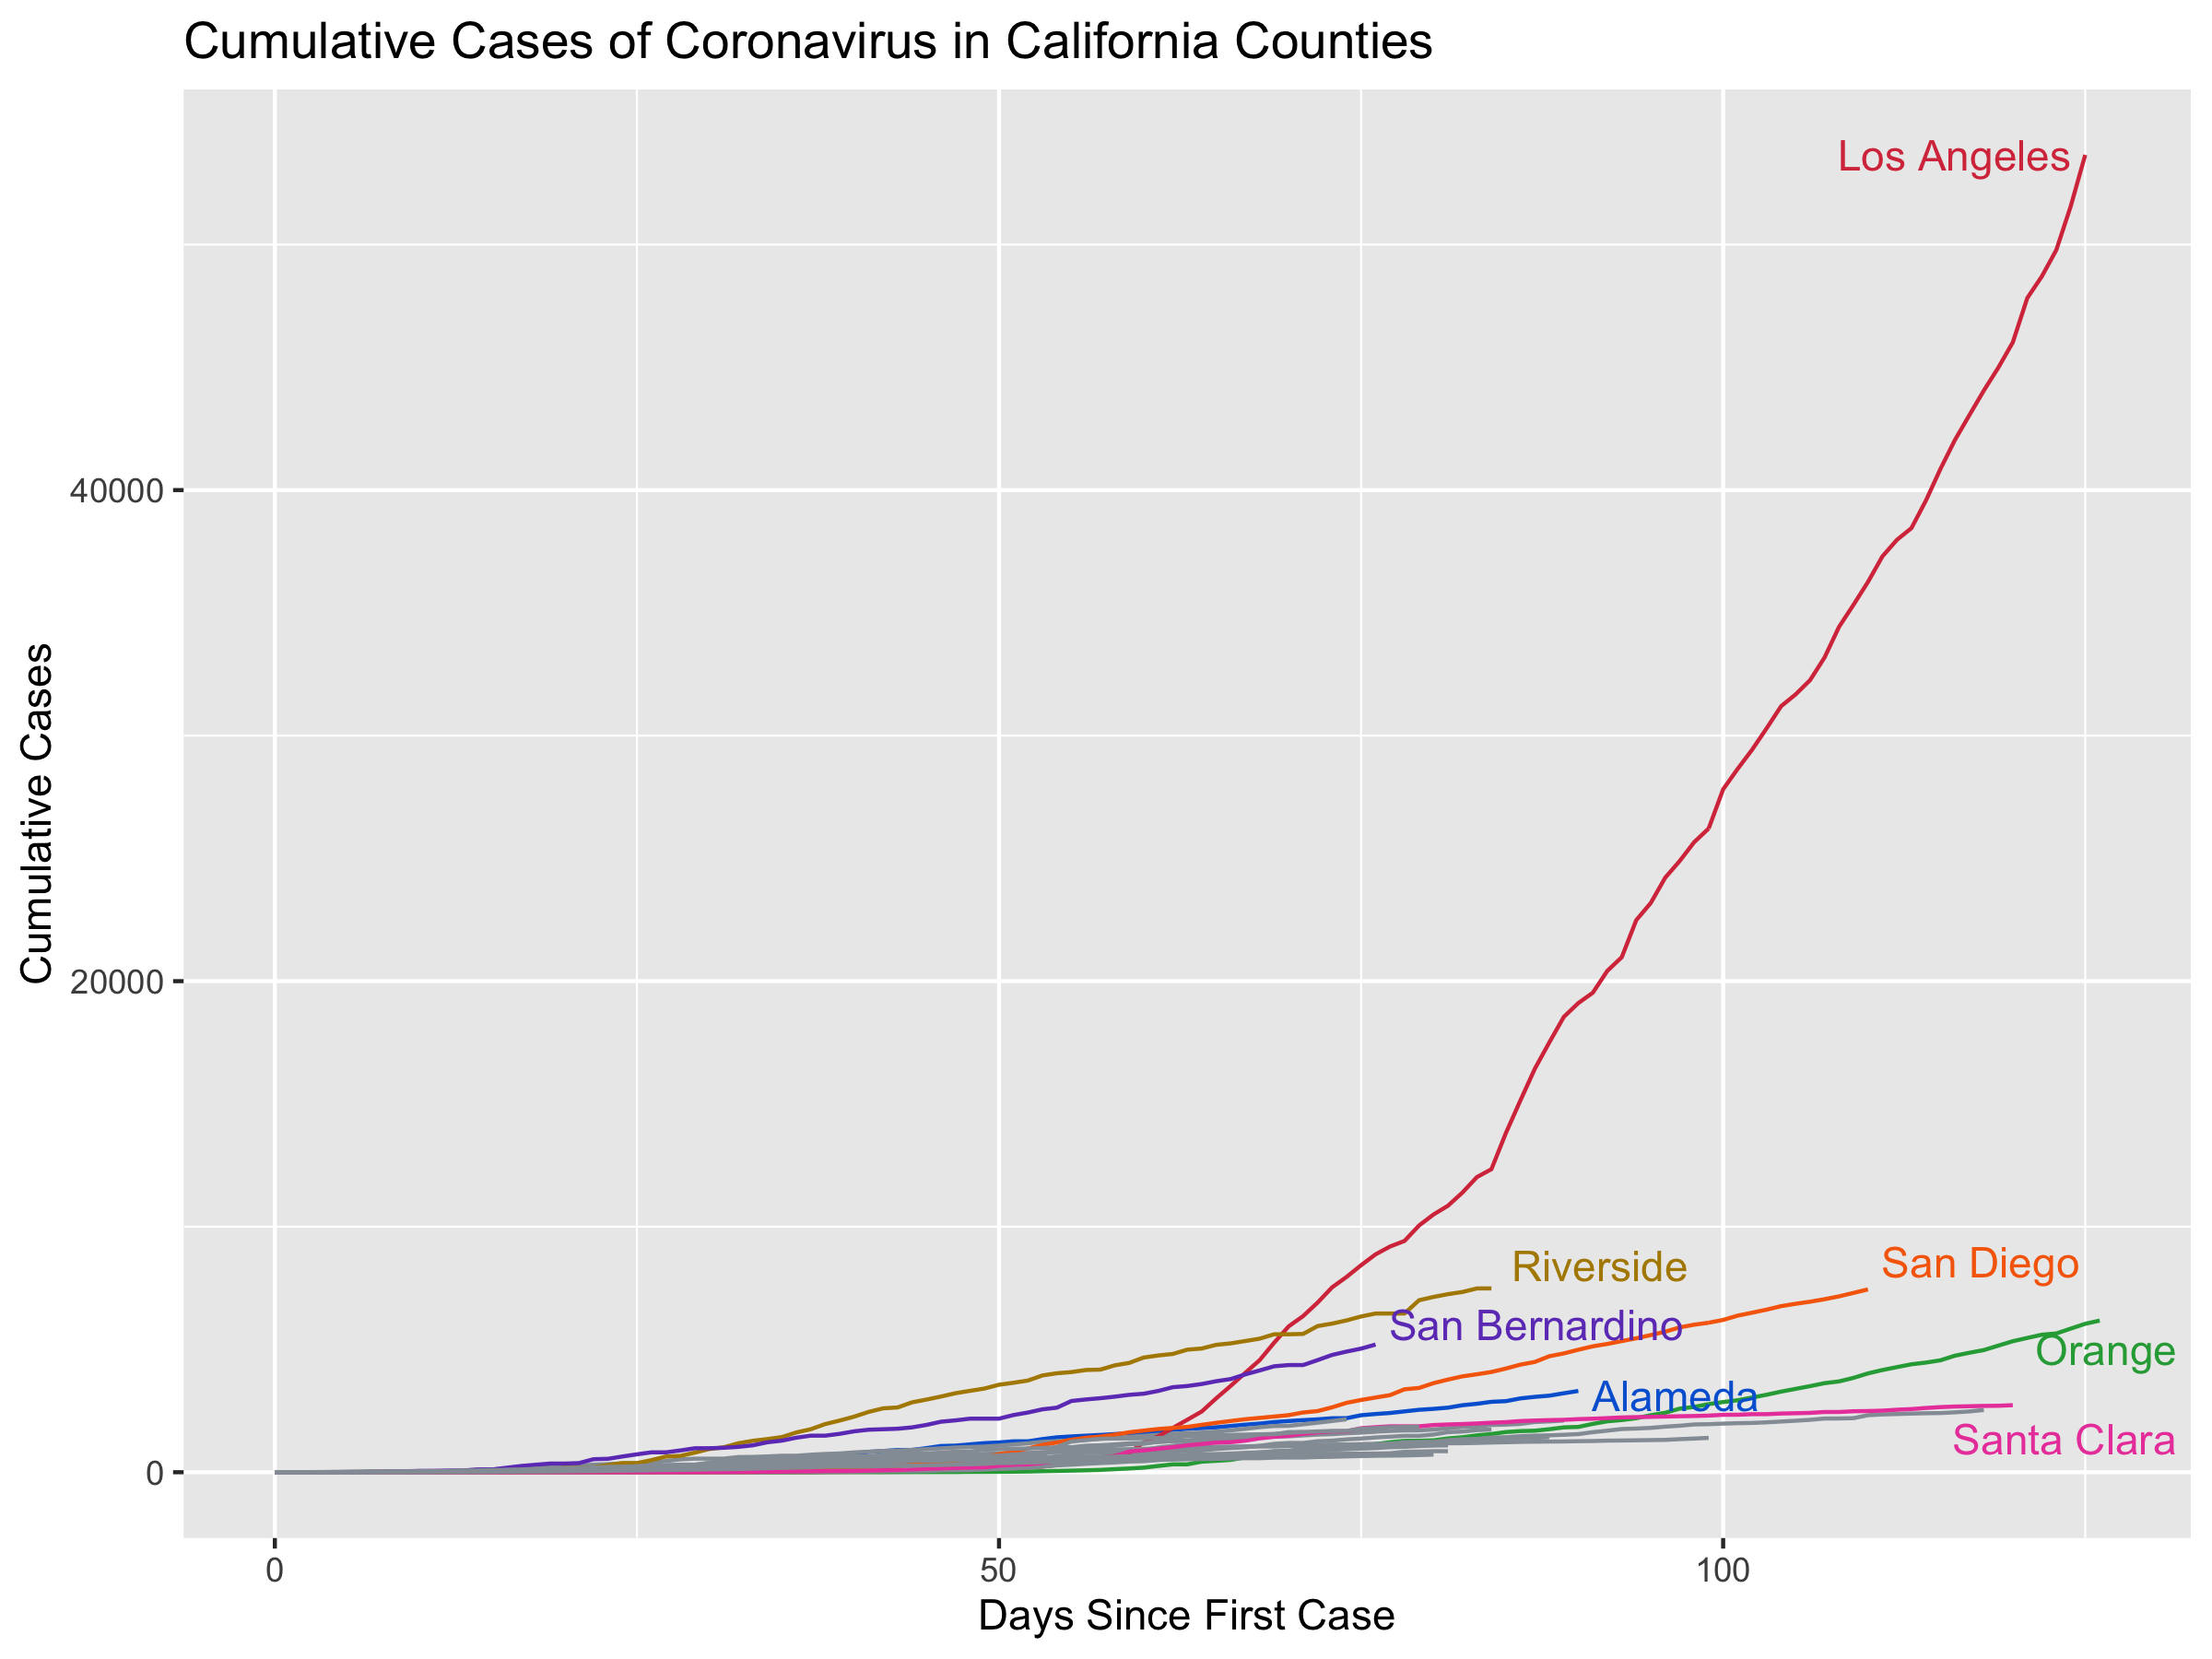 Cumulative Cases of Coronavirus in California Counties
Los Angeles
40000
Cumulative Cases
20000
Riverside
San Diego
San Bernardino
Orange
Alameda
Santa Clara
0
0 50 100
Days Since First Case